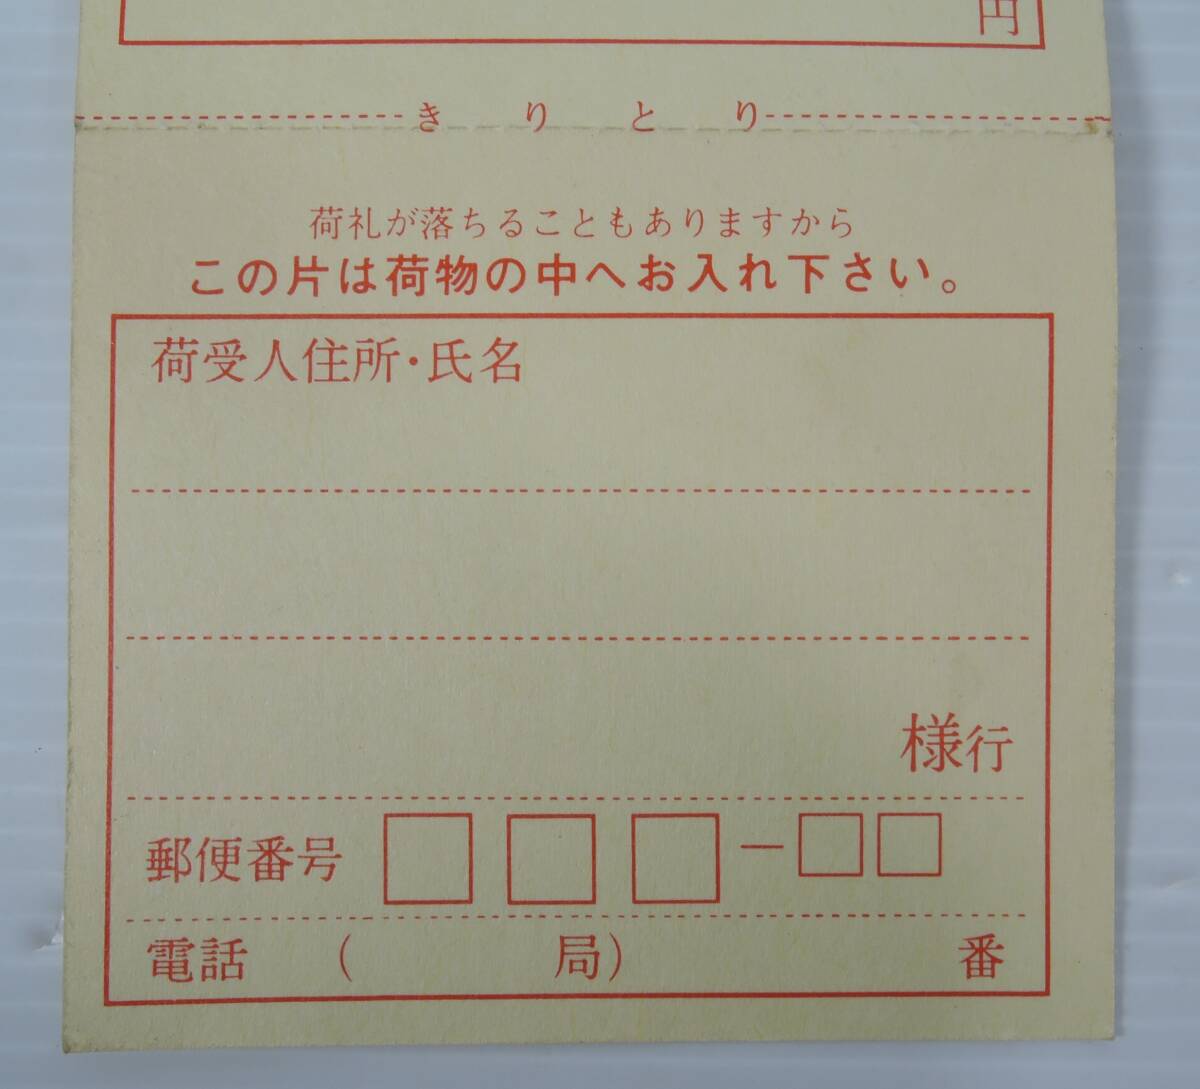 円
きりとり
荷札が落ちることもありますから
この片は荷物の中へお入れ下さい。
荷受人住所・氏名
様行
郵便番号 □□□-□□
電話 ( 局) 番